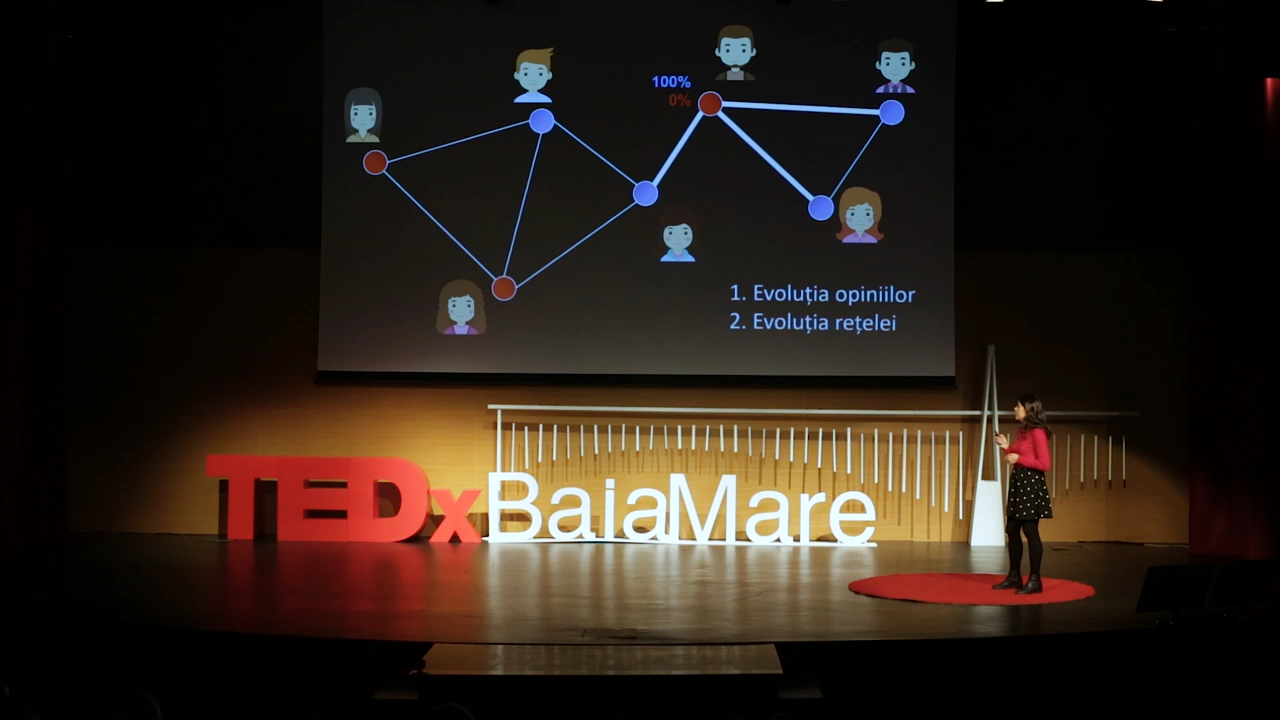 100%
0%
1. Evoluția opiniilor
2. Evoluția rețelei
TEDxBaiaMare